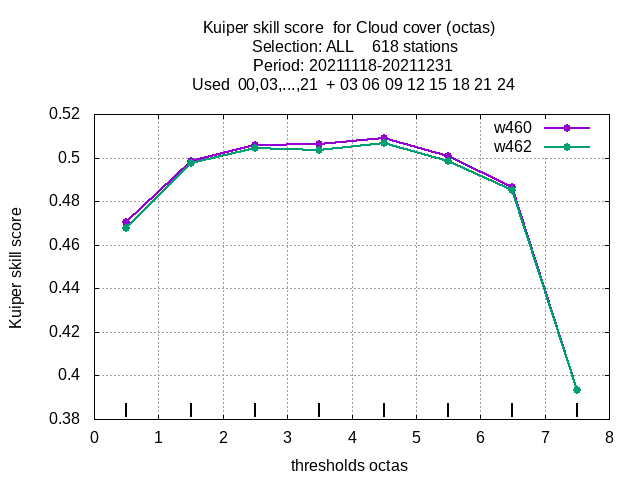 Kuiper skill score  for Cloud cover (octas)
Selection: ALL    618 stations
Period: 20211118-20211231
Used  00,03,...,21  + 03 06 09 12 15 18 21 24
w460
w462
0.52
0.5
0.48
0.46
0.44
0.42
0.4
0.38
Kuiper skill score
0 1 2 3 4 5 6 7 8
thresholds octas